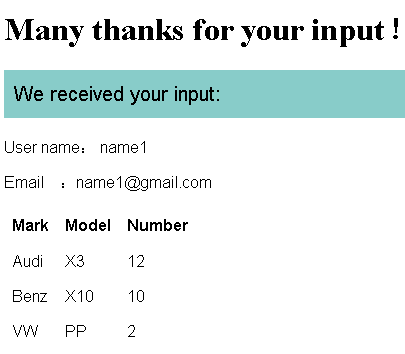 Many thanks for your input !
We received your input:
User name： name1
Email ：name1@gmail.com
Mark Model Number
Audi X3 12
Benz X10 10
VW PP 2